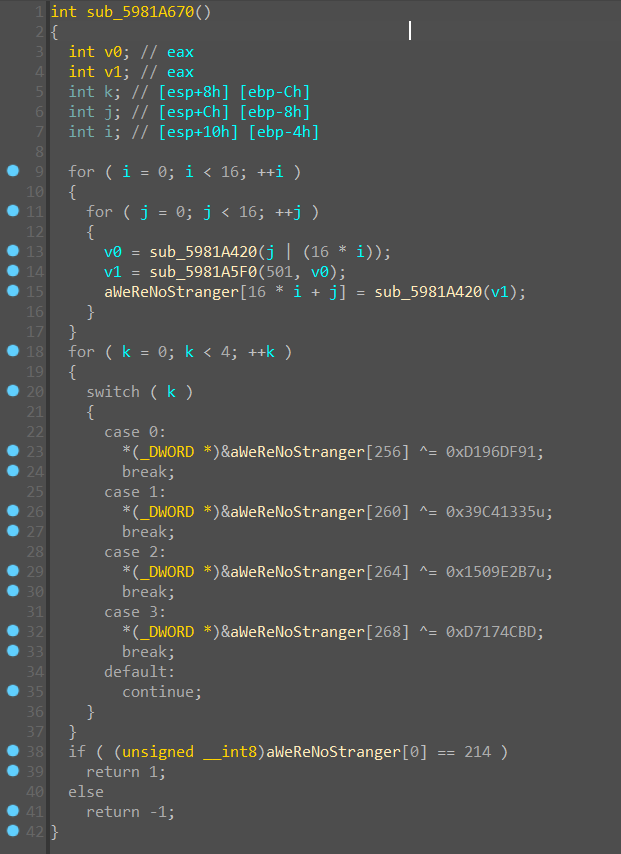 1 int sub_5981A670()
2 {
3   int v0; // eax
4   int v1; // eax
5   int k; // [esp+8h] [ebp-Ch]
6   int j; // [esp+Ch] [ebp-8h]
7   int i; // [esp+10h] [ebp-4h]
8
9   for ( i = 0; i < 16; ++i )
10   {
11     for ( j = 0; j < 16; ++j )
12     {
13       v0 = sub_5981A420(j | (16 * i));
14       v1 = sub_5981A5F0(501, v0);
15       aWeReNoStranger[16 * i + j] = sub_5981A420(v1);
16     }
17   }
18   for ( k = 0; k < 4; ++k )
19   {
20     switch ( k )
21     {
22       case 0:
23         *(_DWORD *)&aWeReNoStranger[256] ^= 0xD196DF91;
24         break;
25       case 1:
26         *(_DWORD *)&aWeReNoStranger[260] ^= 0x39C41335u;
27         break;
28       case 2:
29         *(_DWORD *)&aWeReNoStranger[264] ^= 0x1509E2B7u;
30         break;
31       case 3:
32         *(_DWORD *)&aWeReNoStranger[268] ^= 0xD7174CBD;
33         break;
34       default:
35         continue;
36     }
37   }
38   if ( (unsigned __int8)aWeReNoStranger[0] == 214 )
39     return 1;
40   else
41     return -1;
42 }